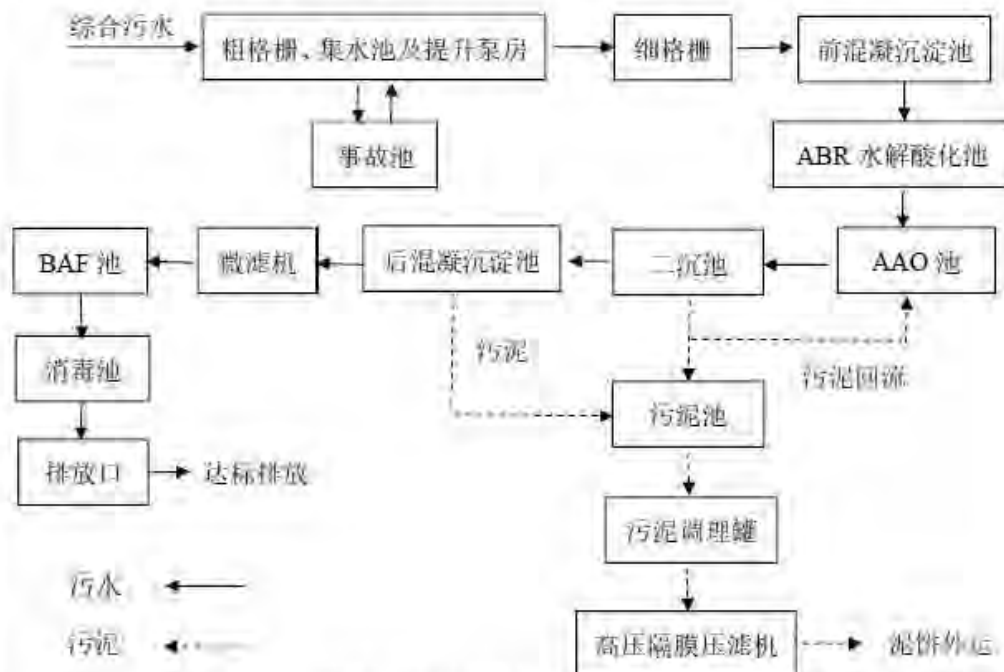 综合污水
粗格栅、集水池及提升泵房
细格栅
前混凝沉淀池
事故池
ABR 水解酸化池
BAF 池
微滤机
后混凝沉淀池
二沉池
AAO 池
消毒池
污泥
污泥回流
污泥池
排放口
达标排放
污泥调理罐
污水
污泥
高压隔膜压滤机
泥饼外运